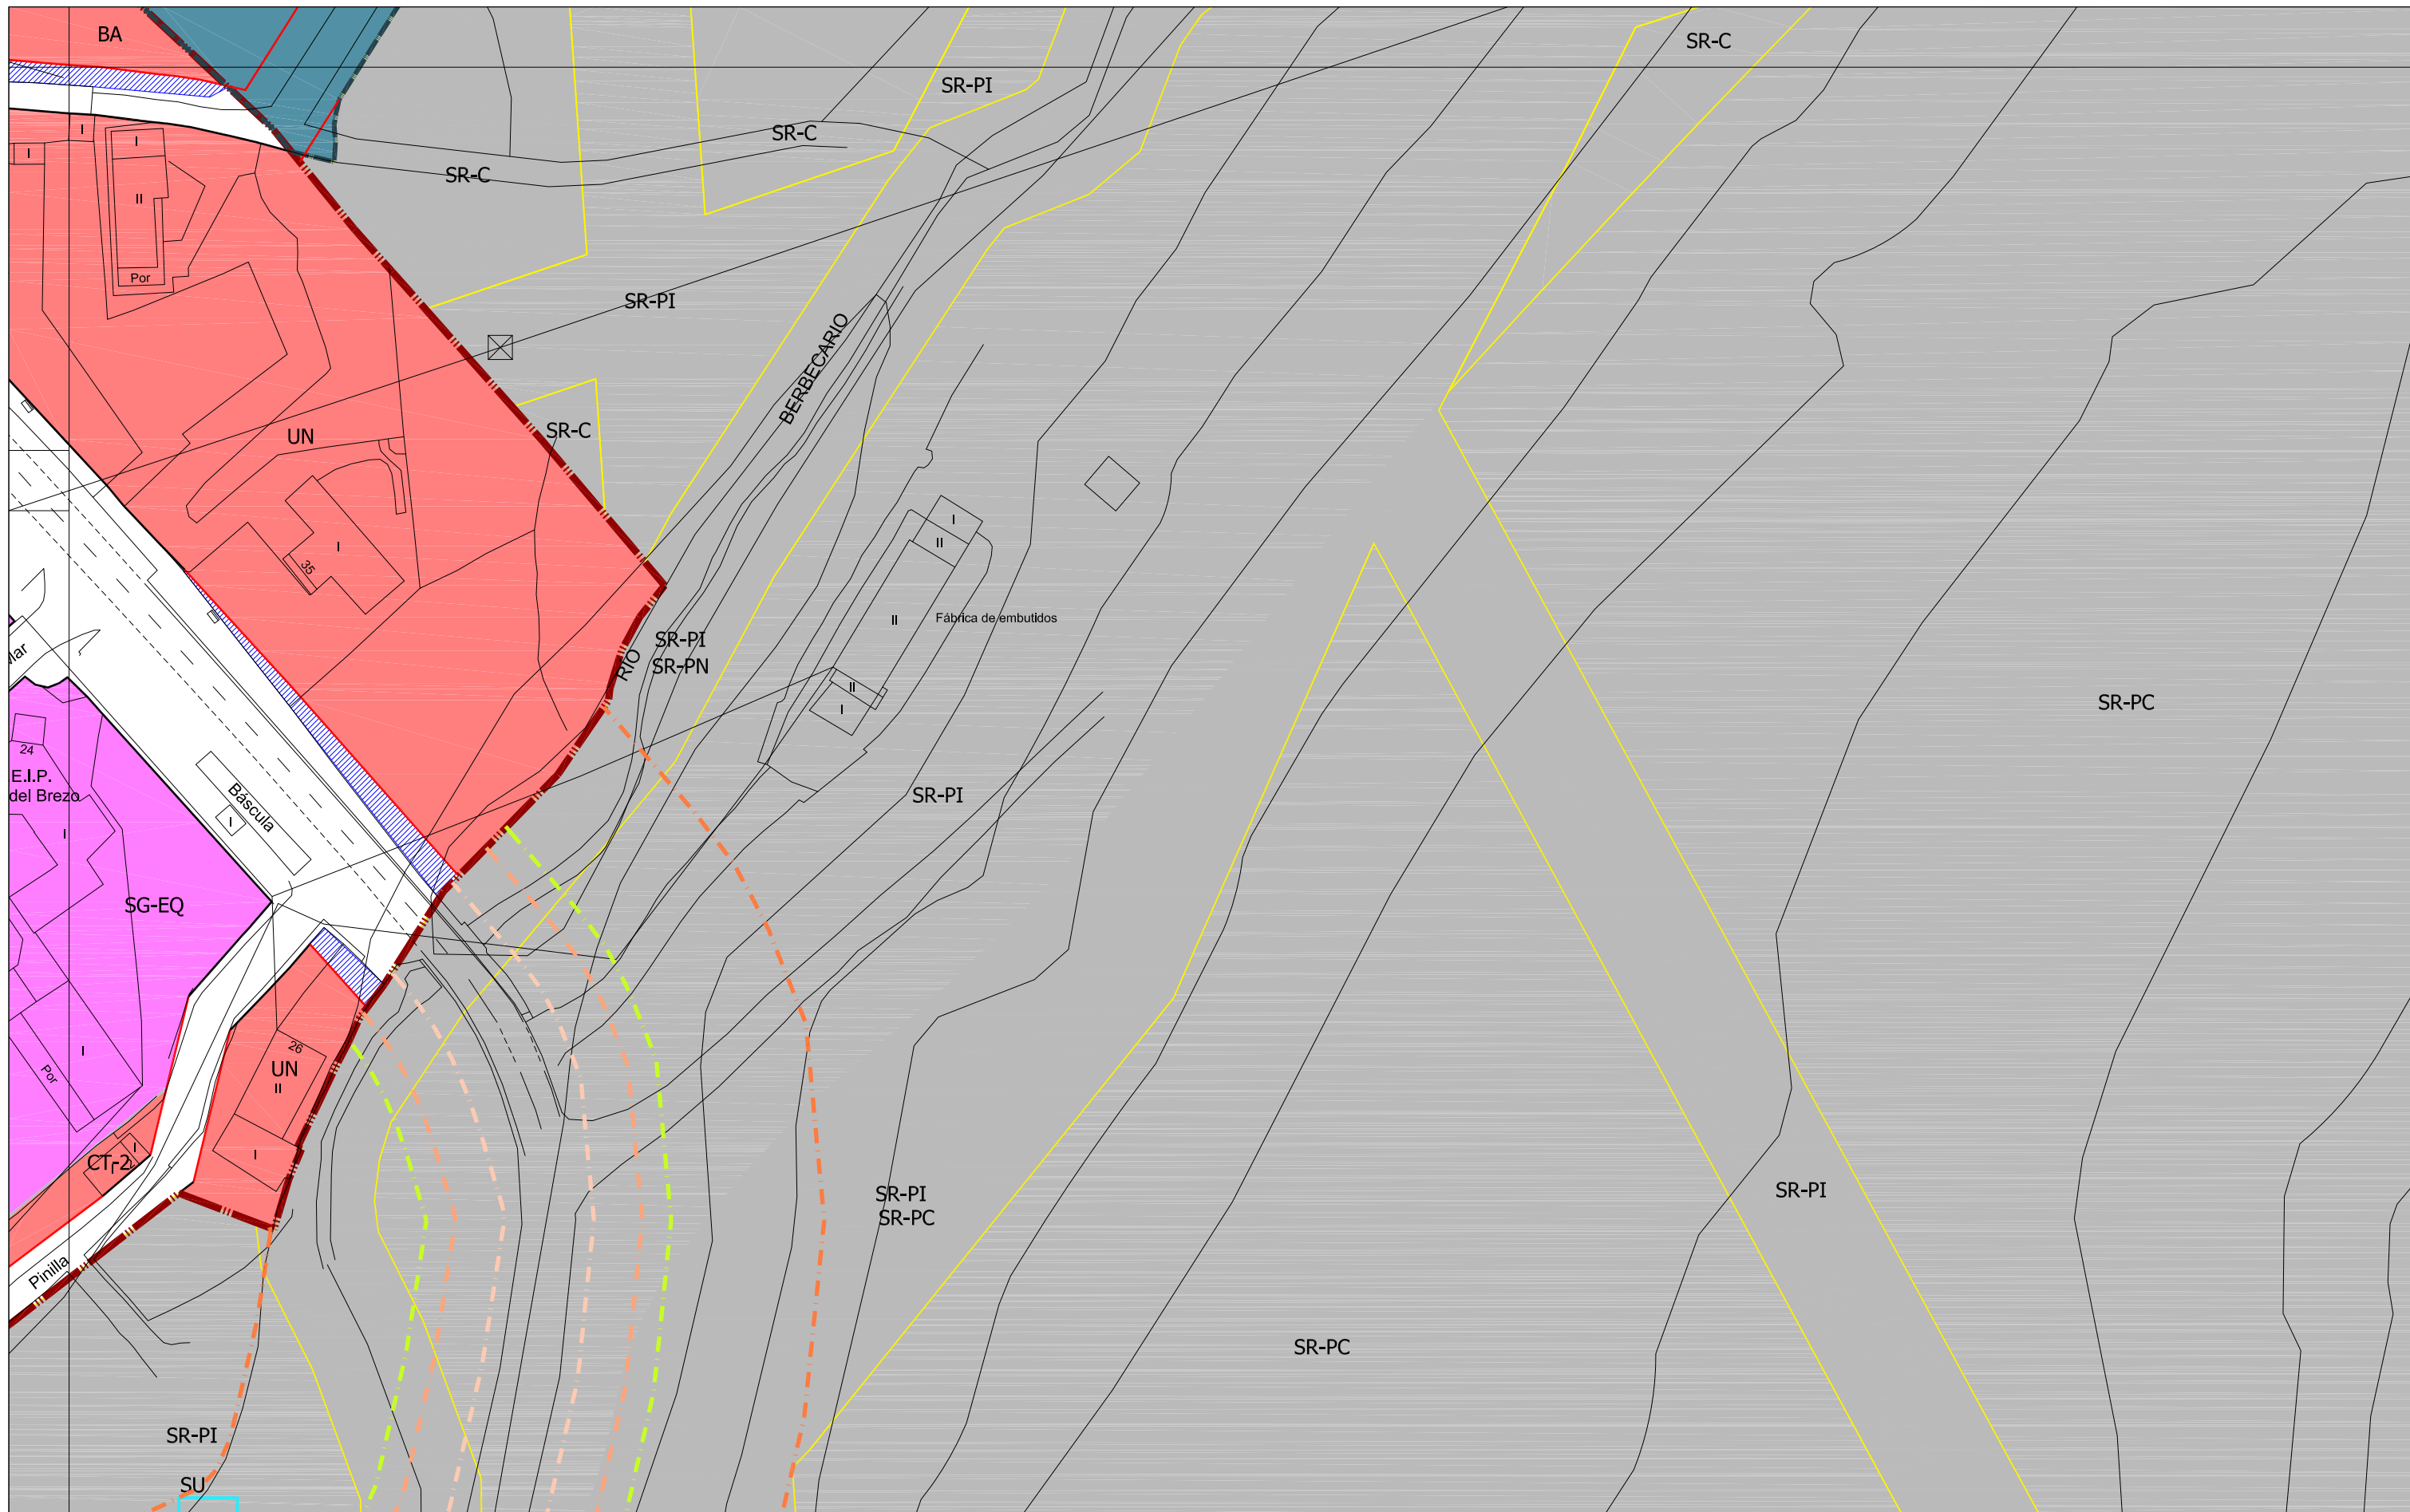 BA
SR-C
SR-PI
I
SR-C
I
I
SR-C
II
Por
SR-PI
BERBECARIO
SR-C
UN
I
II
I
35
II
Fábrica de embutidos
SR-PI
RIO
SR-PN
II
SR-PC
I
24
E.I.P.
del Brezo
Báscula
SR-PI
I
I
SG-EQ
26
I
UN
Por
II
I
I
CT-2
I
SR-PI
SR-PC
SR-PI
Pinilla
SR-PC
SR-PI
SU